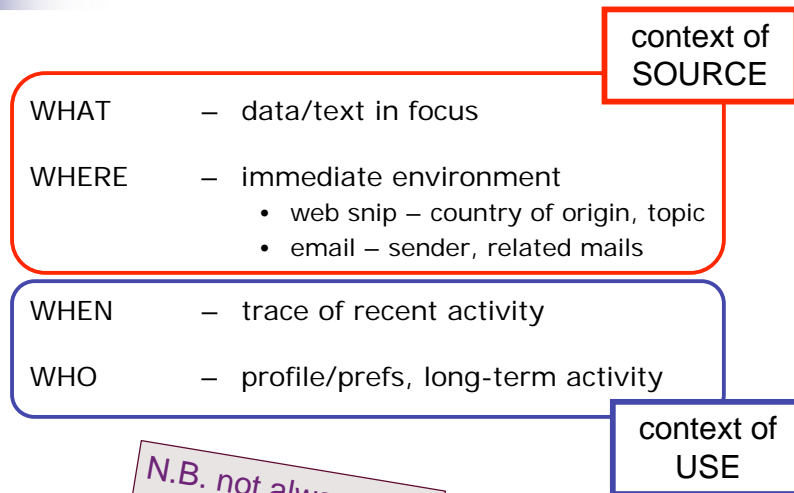 context of
SOURCE
WHAT – data/text in focus
WHERE – immediate environment
• web snip – country of origin, topic
• email – sender, related mails
WHEN – trace of recent activity
WHO – profile/prefs, long-term activity
context of
USE
N.B. not